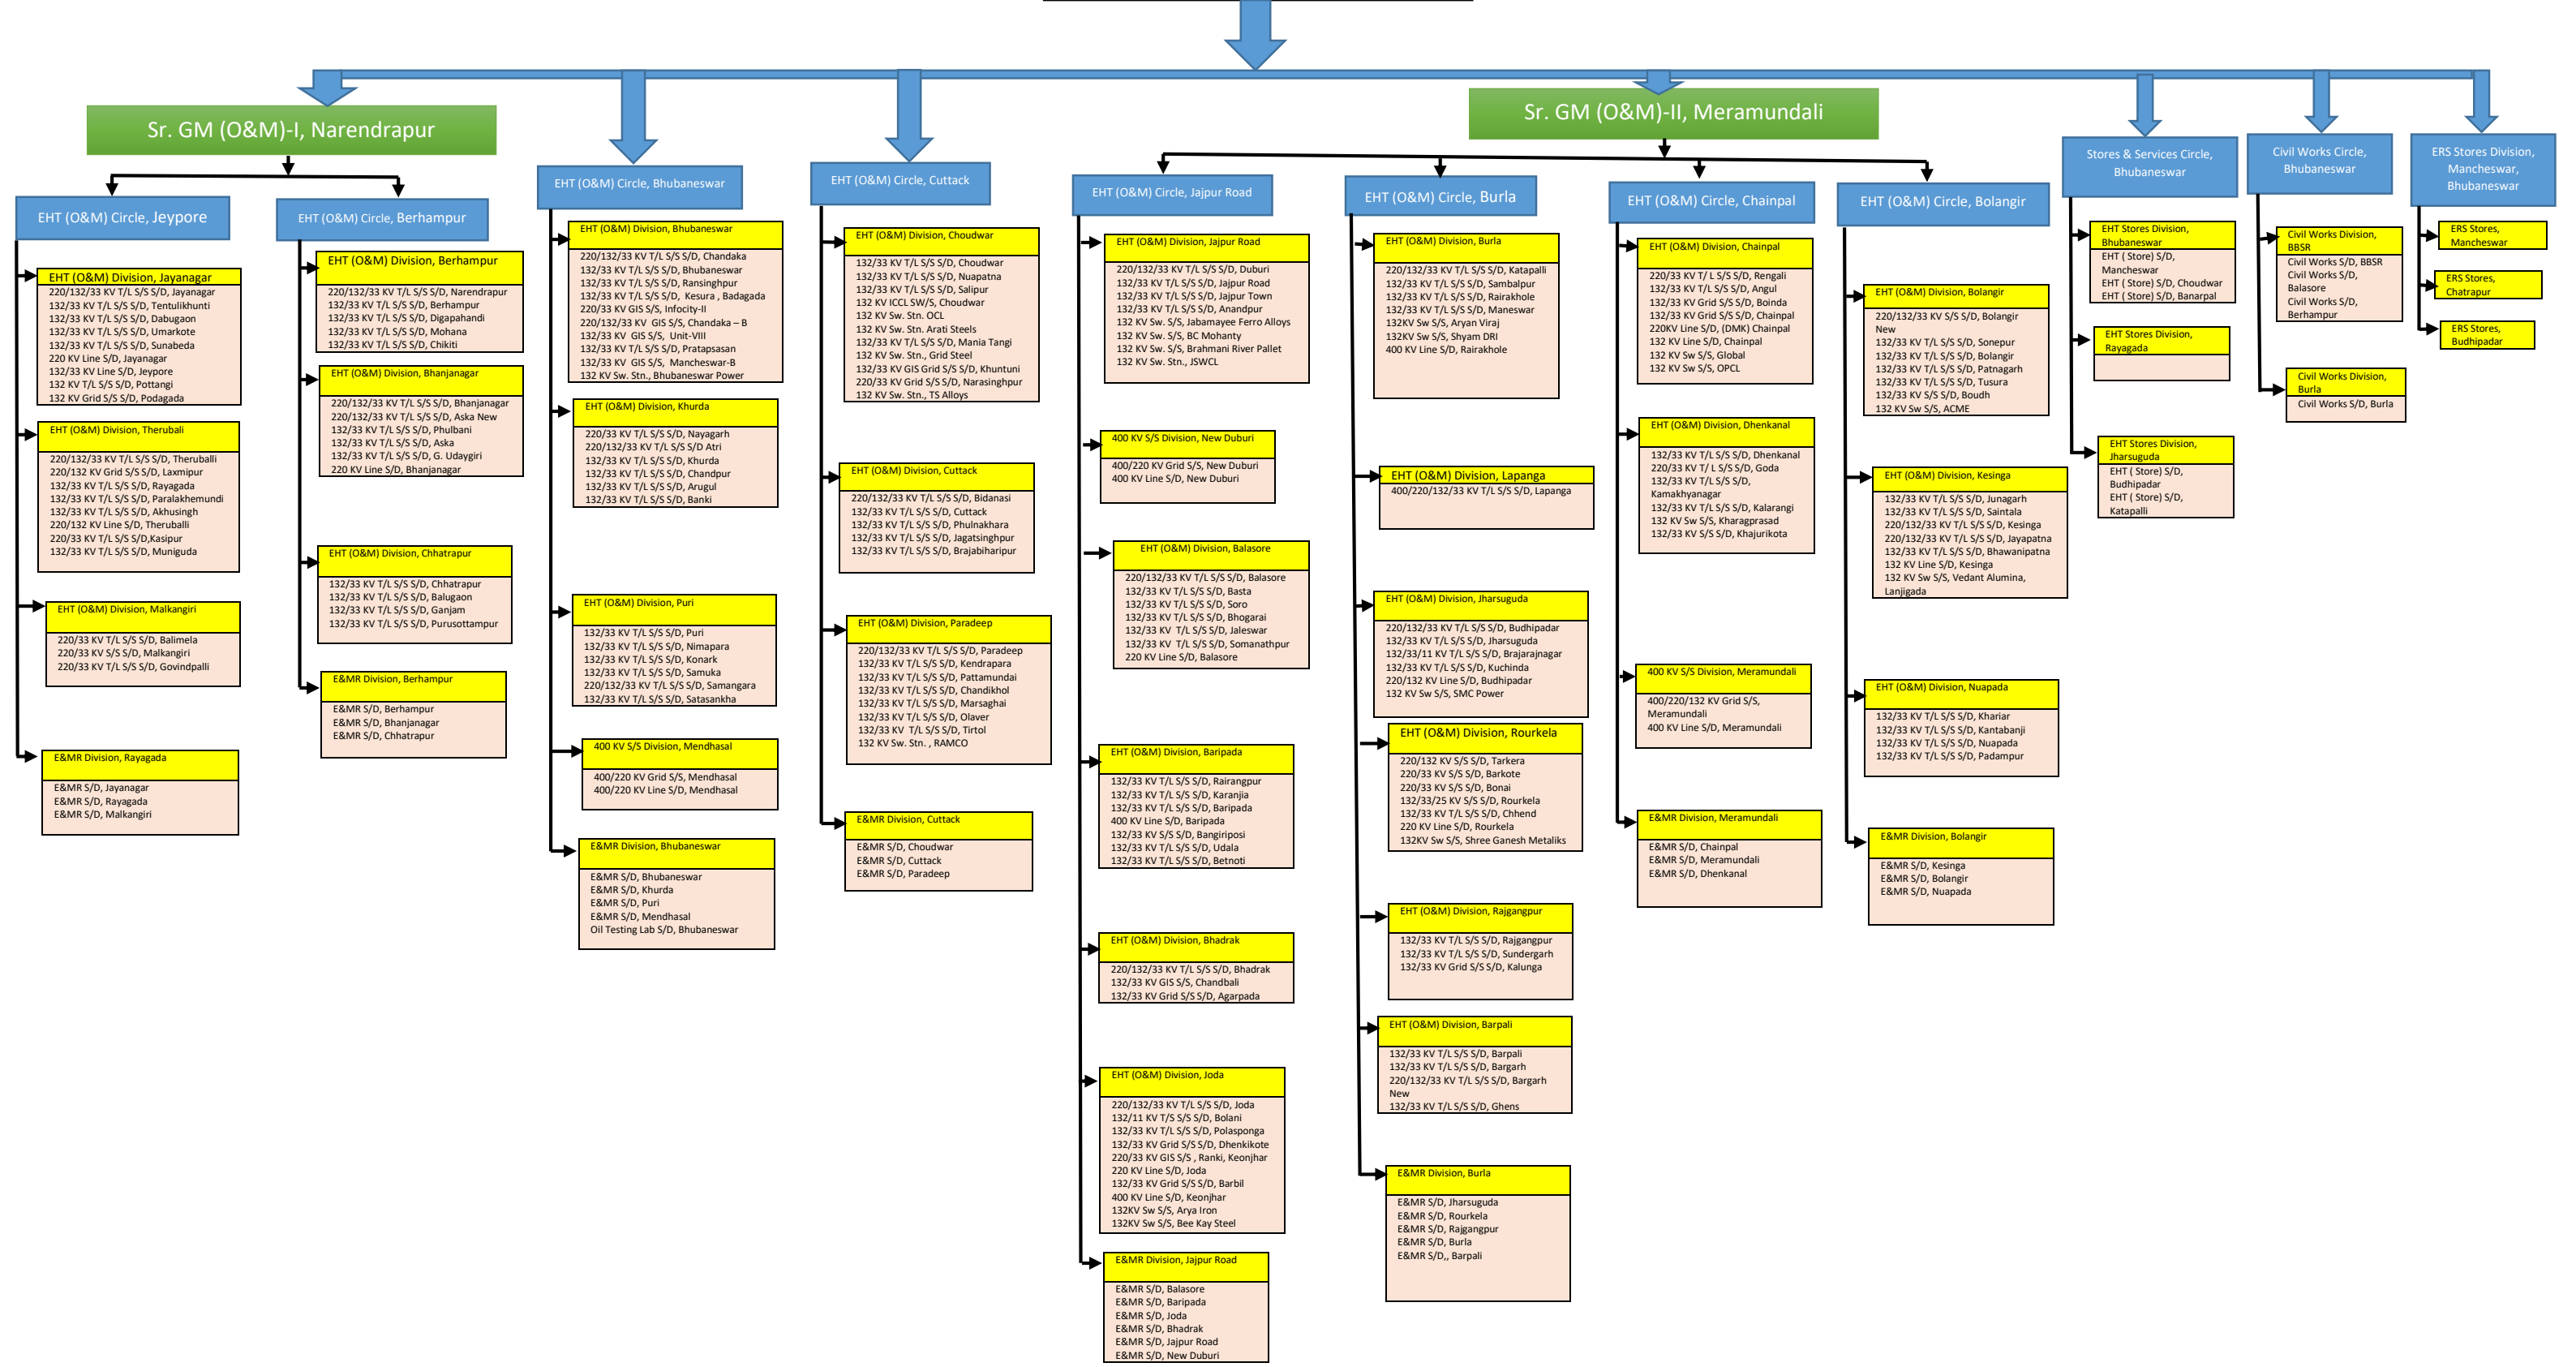 Sr. GM (O&M)-I, Narendrapur
EHT (O&M) Circle, Jeypore
EHT (O&M) Division, Jayanagar
220/132/33 KV T/L S/S S/D, Jayanagar
132/33 KV T/L S/S S/D, Tentulikhunti
132/33 KV T/L S/S S/D, Dabugaon
132/33 KV T/L S/S S/D, Umarkote
132/33 KV T/L S/S S/D, Sunabeda
220 KV Line S/D, Jayanagar
132/33 KV Line S/D, Jeypore
132 KV T/L S/S S/D, Pottangi
132 KV Grid S/S S/D, Podagada
EHT (O&M) Division, Therubali
220/132/33 KV T/L S/S S/D, Theruballi
220/132 KV Grid S/S S/D, Laxmipur
132/33 KV T/L S/S S/D, Rayagada
132/33 KV T/L S/S S/D, Paralakhemundi
132/33 KV T/L S/S S/D, Akhusingh
220/132 KV Line S/D, Theruballi
220/33 KV T/L S/S S/D,Kasipur
132/33 KV T/L S/S S/D, Muniguda
EHT (O&M) Division, Malkangiri
220/33 KV T/L S/S S/D, Balimela
220/33 KV S/S S/D, Malkangiri
220/33 KV T/L S/S S/D, Govindpalli
E&MR Division, Rayagada
E&MR S/D, Jayanagar
E&MR S/D, Rayagada
E&MR S/D, Malkangiri
EHT (O&M) Circle, Berhampur
EHT (O&M) Division, Berhampur
220/132/33 KV T/L S/S S/D, Narendrapur
132/33 KV T/L S/S S/D, Berhampur
132/33 KV T/L S/S S/D, Digapahandi
132/33 KV T/L S/S S/D, Mohana
132/33 KV T/L S/S S/D, Chikiti
EHT (O&M) Division, Bhanjanagar
220/132/33 KV T/L S/S S/D, Bhanjanagar
220/132/33 KV T/L S/S S/D, Aska New
132/33 KV T/L S/S S/D, Phulbani
132/33 KV T/L S/S S/D, Aska
132/33 KV T/L S/S S/D, G. Udaygiri
220 KV Line S/D, Bhanjanagar
EHT (O&M) Division, Chhatrapur
132/33 KV T/L S/S S/D, Chhatrapur
132/33 KV T/L S/S S/D, Balugaon
132/33 KV T/L S/S S/D, Ganjam
132/33 KV T/L S/S S/D, Purusottampur
E&MR Division, Berhampur
E&MR S/D, Berhampur
E&MR S/D, Bhanjanagar
E&MR S/D, Chhatrapur
EHT (O&M) Circle, Bhubaneswar
EHT (O&M) Division, Bhubaneswar
220/132/33 KV T/L S/S S/D, Chandaka
132/33 KV T/L S/S S/D, Bhubaneswar
132/33 KV T/L S/S S/D, Ransinghpur
132/33 KV T/L S/S S/D, Kesura , Badagada
220/33 KV GIS S/S, Infocity-II
220/132/33 KV GIS S/S, Chandaka – B
132/33 KV GIS S/S, Unit-VIII
132/33 KV T/L S/S S/D, Pratapsasan
132/33 KV GIS S/S, Mancheswar-B
132 KV Sw. Stn., Bhubaneswar Power
EHT (O&M) Division, Khurda
220/33 KV T/L S/S S/D, Nayagarh
220/132/33 KV T/L S/S S/D Atri
132/33 KV T/L S/S S/D, Khurda
132/33 KV T/L S/S S/D, Chandpur
132/33 KV T/L S/S S/D, Arugul
132/33 KV T/L S/S S/D, Banki
EHT (O&M) Division, Puri
132/33 KV T/L S/S S/D, Puri
132/33 KV T/L S/S S/D, Nimapara
132/33 KV T/L S/S S/D, Konark
132/33 KV T/L S/S S/D, Samuka
220/132/33 KV T/L S/S S/D, Samangara
132/33 KV T/L S/S S/D, Satasankha
400 KV S/S Division, Mendhasal
400/220 KV Grid S/S, Mendhasal
400/220 KV Line S/D, Mendhasal
E&MR Division, Bhubaneswar
E&MR S/D, Bhubaneswar
E&MR S/D, Khurda
E&MR S/D, Puri
E&MR S/D, Mendhasal
Oil Testing Lab S/D, Bhubaneswar
EHT (O&M) Circle, Cuttack
EHT (O&M) Division, Choudwar
132/33 KV T/L S/S S/D, Choudwar
132/33 KV T/L S/S S/D, Nuapatna
132/33 KV T/L S/S S/D, Salipur
132 KV ICCL SW/S, Choudwar
132 KV Sw. Stn. OCL
132 KV Sw. Stn. Arati Steels
132/33 KV T/L S/S S/D, Mania Tangi
132 KV Sw. Stn., Grid Steel
132/33 KV GIS Grid S/S S/D, Khuntuni
220/33 KV Grid S/S S/D, Narasinghpur
132 KV Sw. Stn., TS Alloys
EHT (O&M) Division, Cuttack
220/132/33 KV T/L S/S S/D, Bidanasi
132/33 KV T/L S/S S/D, Cuttack
132/33 KV T/L S/S S/D, Phulnakhara
132/33 KV T/L S/S S/D, Jagatsinghpur
132/33 KV T/L S/S S/D, Brajabiharipur
EHT (O&M) Division, Paradeep
220/132/33 KV T/L S/S S/D, Paradeep
132/33 KV T/L S/S S/D, Kendrapara
132/33 KV T/L S/S S/D, Pattamundai
132/33 KV T/L S/S S/D, Chandikhol
132/33 KV T/L S/S S/D, Marsaghai
132/33 KV T/L S/S S/D, Olaver
132/33 KV T/L S/S S/D, Tirtol
132 KV Sw. Stn. , RAMCO
E&MR Division, Cuttack
E&MR S/D, Choudwar
E&MR S/D, Cuttack
E&MR S/D, Paradeep
Sr. GM (O&M)-II, Meramundali
EHT (O&M) Circle, Jajpur Road
EHT (O&M) Division, Jajpur Road
220/132/33 KV T/L S/S S/D, Duburi
132/33 KV T/L S/S S/D, Jajpur Road
132/33 KV T/L S/S S/D, Jajpur Town
132/33 KV T/L S/S S/D, Anandpur
132 KV Sw. S/S, Jabamayee Ferro Alloys
132 KV Sw. S/S, BC Mohanty
132 KV Sw. S/S, Brahmani River Pallet
132 KV Sw. Stn., JSWCL
400 KV S/S Division, New Duburi
400/220 KV Grid S/S, New Duburi
400 KV Line S/D, New Duburi
EHT (O&M) Division, Balasore
220/132/33 KV T/L S/S S/D, Balasore
132/33 KV T/L S/S S/D, Basta
132/33 KV T/L S/S S/D, Soro
132/33 KV T/L S/S S/D, Bhogarai
132/33 KV T/L S/S S/D, Jaleswar
132/33 KV T/L S/S S/D, Somanathpur
220 KV Line S/D, Balasore
EHT (O&M) Division, Baripada
132/33 KV T/L S/S S/D, Rairangpur
132/33 KV T/L S/S S/D, Karanjia
132/33 KV T/L S/S S/D, Baripada
400 KV Line S/D, Baripada
132/33 KV S/S S/D, Bangiriposi
132/33 KV T/L S/S S/D, Udala
132/33 KV T/L S/S S/D, Betnoti
EHT (O&M) Division, Bhadrak
220/132/33 KV T/L S/S S/D, Bhadrak
132/33 KV GIS S/S, Chandbali
132/33 KV Grid S/S S/D, Agarpada
EHT (O&M) Division, Joda
220/132/33 KV T/L S/S S/D, Joda
132/11 KV T/S S/S S/D, Bolani
132/33 KV T/L S/S S/D, Polasponga
132/33 KV Grid S/S S/D, Dhenkikote
220/33 KV GIS S/S , Ranki, Keonjhar
220 KV Line S/D, Joda
132/33 KV Grid S/S S/D, Barbil
400 KV Line S/D, Keonjhar
132KV Sw S/S, Arya Iron
132KV Sw S/S, Bee Kay Steel
E&MR Division, Jajpur Road
E&MR S/D, Balasore
E&MR S/D, Baripada
E&MR S/D, Joda
E&MR S/D, Bhadrak
E&MR S/D, Jajpur Road
E&MR S/D, New Duburi
EHT (O&M) Circle, Burla
EHT (O&M) Division, Burla
220/132/33 KV T/L S/S S/D, Katapalli
132/33 KV T/L S/S S/D, Sambalpur
132/33 KV T/L S/S S/D, Rairakhole
132/33 KV T/L S/S S/D, Maneswar
132KV Sw S/S, Aryan Viraj
132KV Sw S/S, Shyam DRI
400 KV Line S/D, Rairakhole
EHT (O&M) Division, Lapanga
400/220/132/33 KV T/L S/S S/D, Lapanga
EHT (O&M) Division, Jharsuguda
220/132/33 KV T/L S/S S/D, Budhipadar
132/33 KV T/L S/S S/D, Jharsuguda
132/33/11 KV T/L S/S S/D, Brajarajnagar
132/33 KV T/L S/S S/D, Kuchinda
220/132 KV Line S/D, Budhipadar
132 KV Sw S/S, SMC Power
EHT (O&M) Division, Rourkela
220/132 KV S/S S/D, Tarkera
220/33 KV S/S S/D, Barkote
220/33 KV S/S S/D, Bonai
132/33/25 KV S/S S/D, Rourkela
132/33 KV T/L S/S S/D, Chhend
220 KV Line S/D, Rourkela
132KV Sw S/S, Shree Ganesh Metaliks
EHT (O&M) Division, Rajgangpur
132/33 KV T/L S/S S/D, Rajgangpur
132/33 KV T/L S/S S/D, Sundergarh
132/33 KV Grid S/S S/D, Kalunga
EHT (O&M) Division, Barpali
132/33 KV T/L S/S S/D, Barpali
132/33 KV T/L S/S S/D, Bargarh
220/132/33 KV T/L S/S S/D, Bargarh
New
132/33 KV T/L S/S S/D, Ghens
E&MR Division, Burla
E&MR S/D, Jharsuguda
E&MR S/D, Rourkela
E&MR S/D, Rajgangpur
E&MR S/D, Burla
E&MR S/D,, Barpali
EHT (O&M) Circle, Chainpal
EHT (O&M) Division, Chainpal
220/33 KV T/ L S/S S/D, Rengali
132/33 KV T/L S/S S/D, Angul
132/33 KV Grid S/S S/D, Boinda
132/33 KV Grid S/S S/D, Chainpal
220KV Line S/D, (DMK) Chainpal
132 KV Line S/D, Chainpal
132 KV Sw S/S, Global
132 KV Sw S/S, OPCL
EHT (O&M) Division, Dhenkanal
132/33 KV T/L S/S S/D, Dhenkanal
220/33 KV T/ L S/S S/D, Goda
132/33 KV T/L S/S S/D,
Kamakhyanagar
132/33 KV T/L S/S S/D, Kalarangi
132 KV Sw S/S, Kharagprasad
132/33 KV S/S S/D, Khajurikota
400 KV S/S Division, Meramundali
400/220/132 KV Grid S/S,
Meramundali
400 KV Line S/D, Meramundali
E&MR Division, Meramundali
E&MR S/D, Chainpal
E&MR S/D, Meramundali
E&MR S/D, Dhenkanal
EHT (O&M) Circle, Bolangir
EHT (O&M) Division, Bolangir
220/132/33 KV S/S S/D, Bolangir
New
132/33 KV T/L S/S S/D, Sonepur
132/33 KV T/L S/S S/D, Bolangir
132/33 KV T/L S/S S/D, Patnagarh
132/33 KV T/L S/S S/D, Tusura
132/33 KV S/S S/D, Boudh
132 KV Sw S/S, ACME
EHT (O&M) Division, Kesinga
132/33 KV T/L S/S S/D, Junagarh
132/33 KV T/L S/S S/D, Saintala
220/132/33 KV T/L S/S S/D, Kesinga
220/132/33 KV T/L S/S S/D, Jayapatna
132/33 KV T/L S/S S/D, Bhawanipatna
132 KV Line S/D, Kesinga
132 KV Sw S/S, Vedant Alumina,
Lanjigada
EHT (O&M) Division, Nuapada
132/33 KV T/L S/S S/D, Khariar
132/33 KV T/L S/S S/D, Kantabanji
132/33 KV T/L S/S S/D, Nuapada
132/33 KV T/L S/S S/D, Padampur
E&MR Division, Bolangir
E&MR S/D, Kesinga
E&MR S/D, Bolangir
E&MR S/D, Nuapada
Stores & Services Circle,
Bhubaneswar
EHT Stores Division,
Bhubaneswar
EHT ( Store) S/D,
Mancheswar
EHT ( Store) S/D, Choudwar
EHT ( Store) S/D, Banarpal
EHT Stores Division,
Rayagada
EHT Stores Division,
Jharsuguda
EHT ( Store) S/D,
Budhipadar
EHT ( Store) S/D,
Katapalli
Civil Works Circle,
Bhubaneswar
Civil Works Division,
BBSR
Civil Works S/D, BBSR
Civil Works S/D,
Balasore
Civil Works S/D,
Berhampur
Civil Works Division,
Burla
Civil Works S/D, Burla
ERS Stores Division,
Mancheswar,
Bhubaneswar
ERS Stores,
Mancheswar
ERS Stores,
Chatrapur
ERS Stores,
Budhipadar